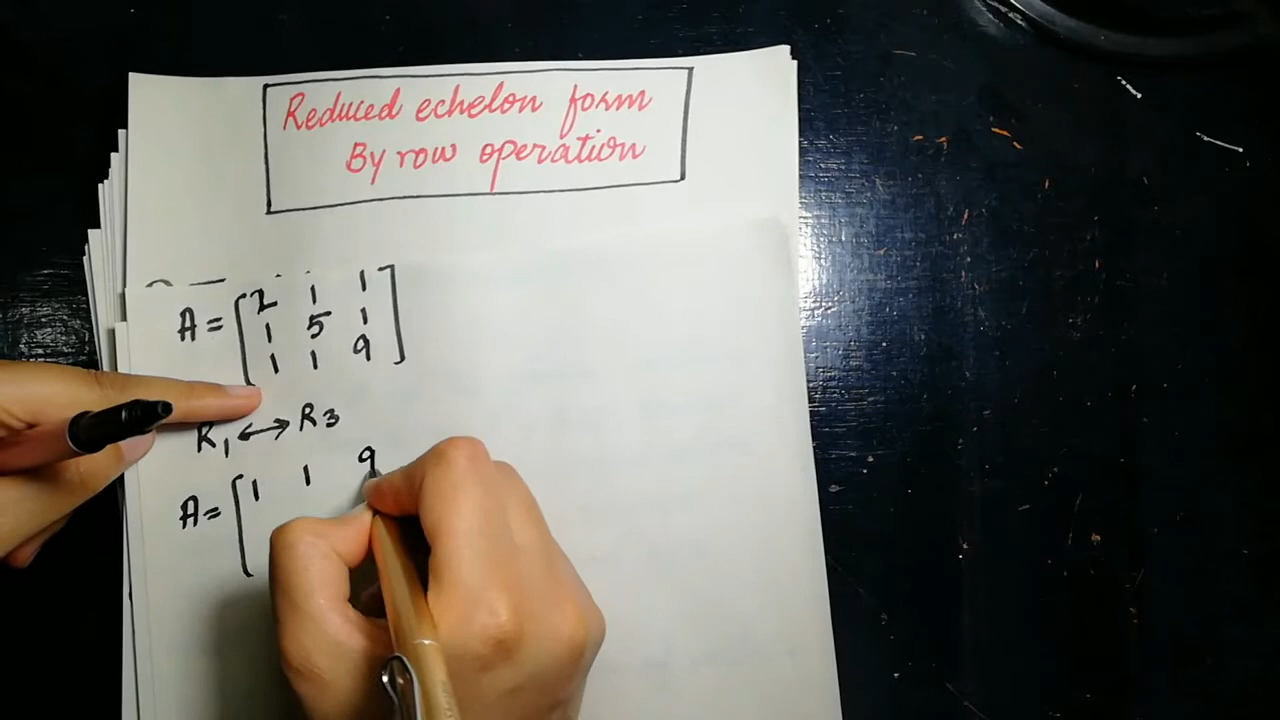 Reduced echelon form
By row operation
A = [ 2 1 1
1 5 1
1 1 9 ]
R1 ↔ R3
A = [ 1 1 9